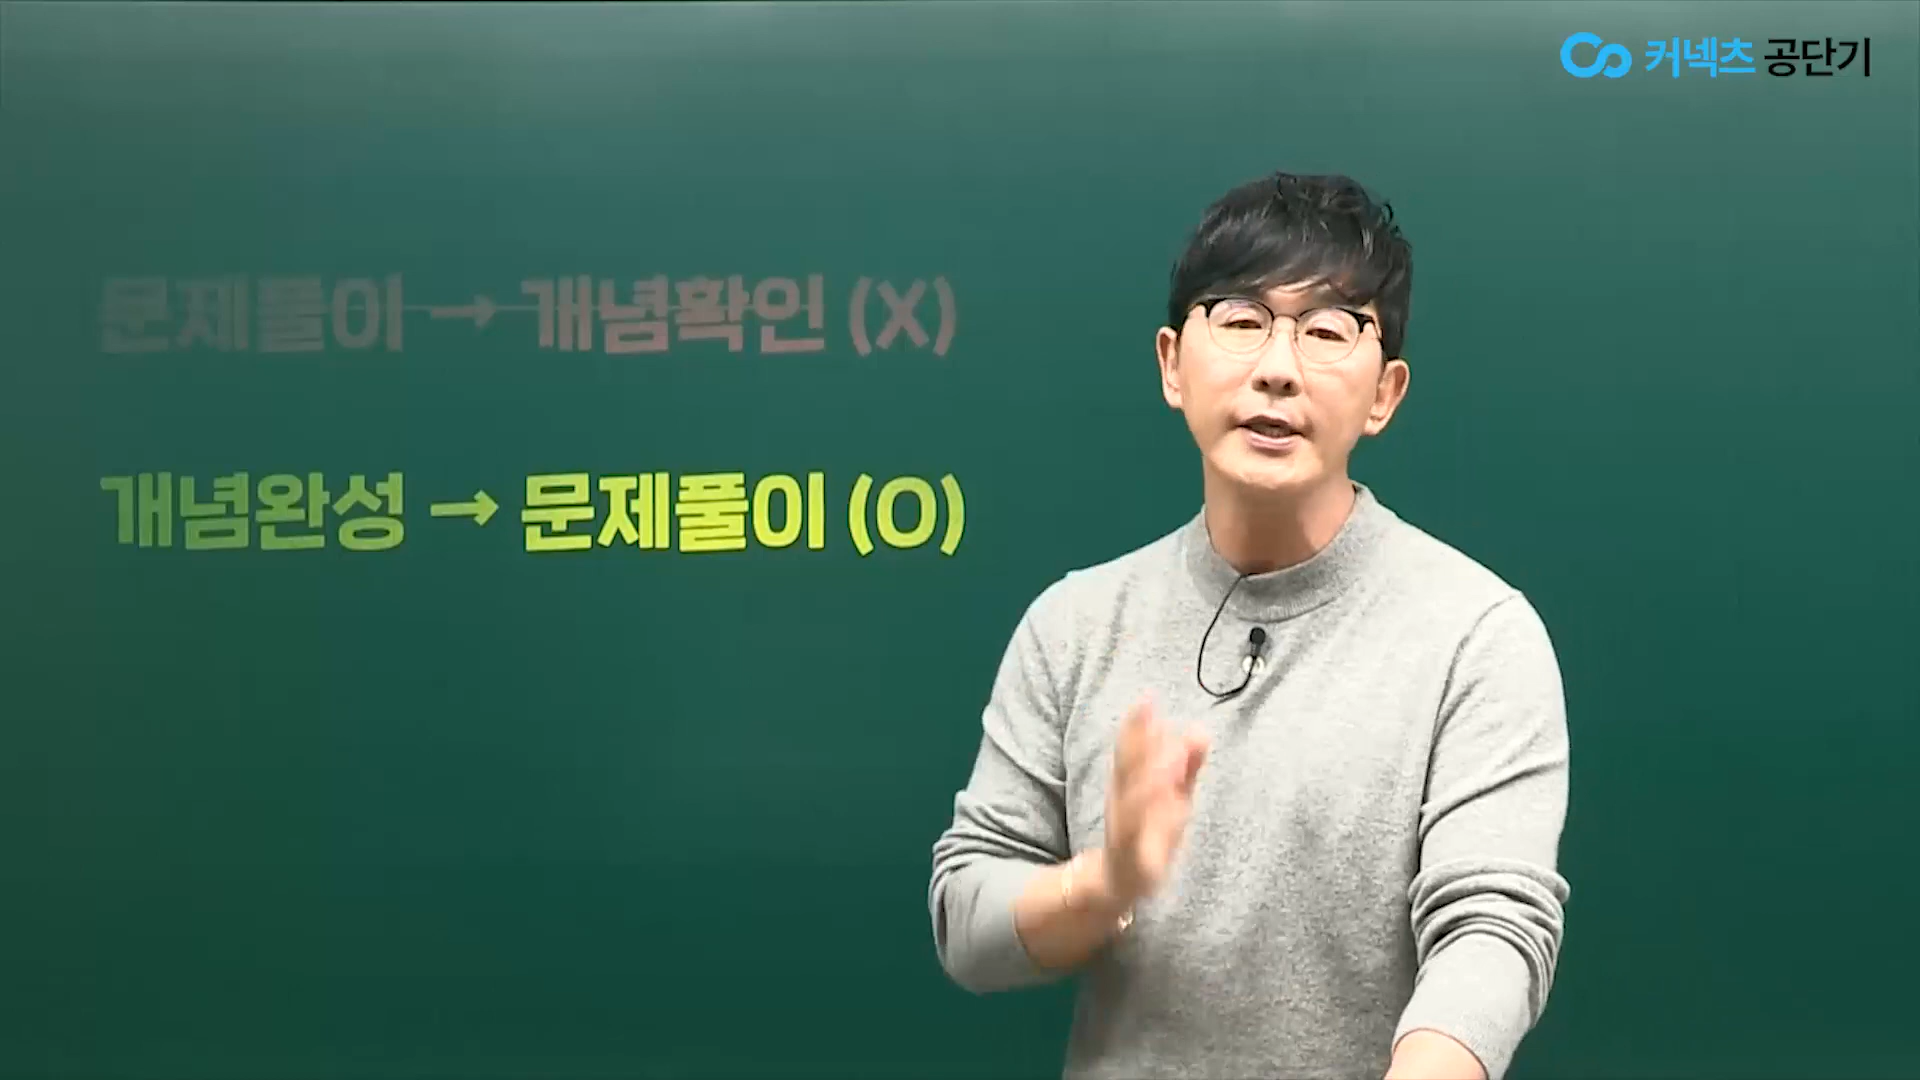 커넥츠 공단기
문제풀이 → 개념확인 (X)
개념완성 → 문제풀이 (O)